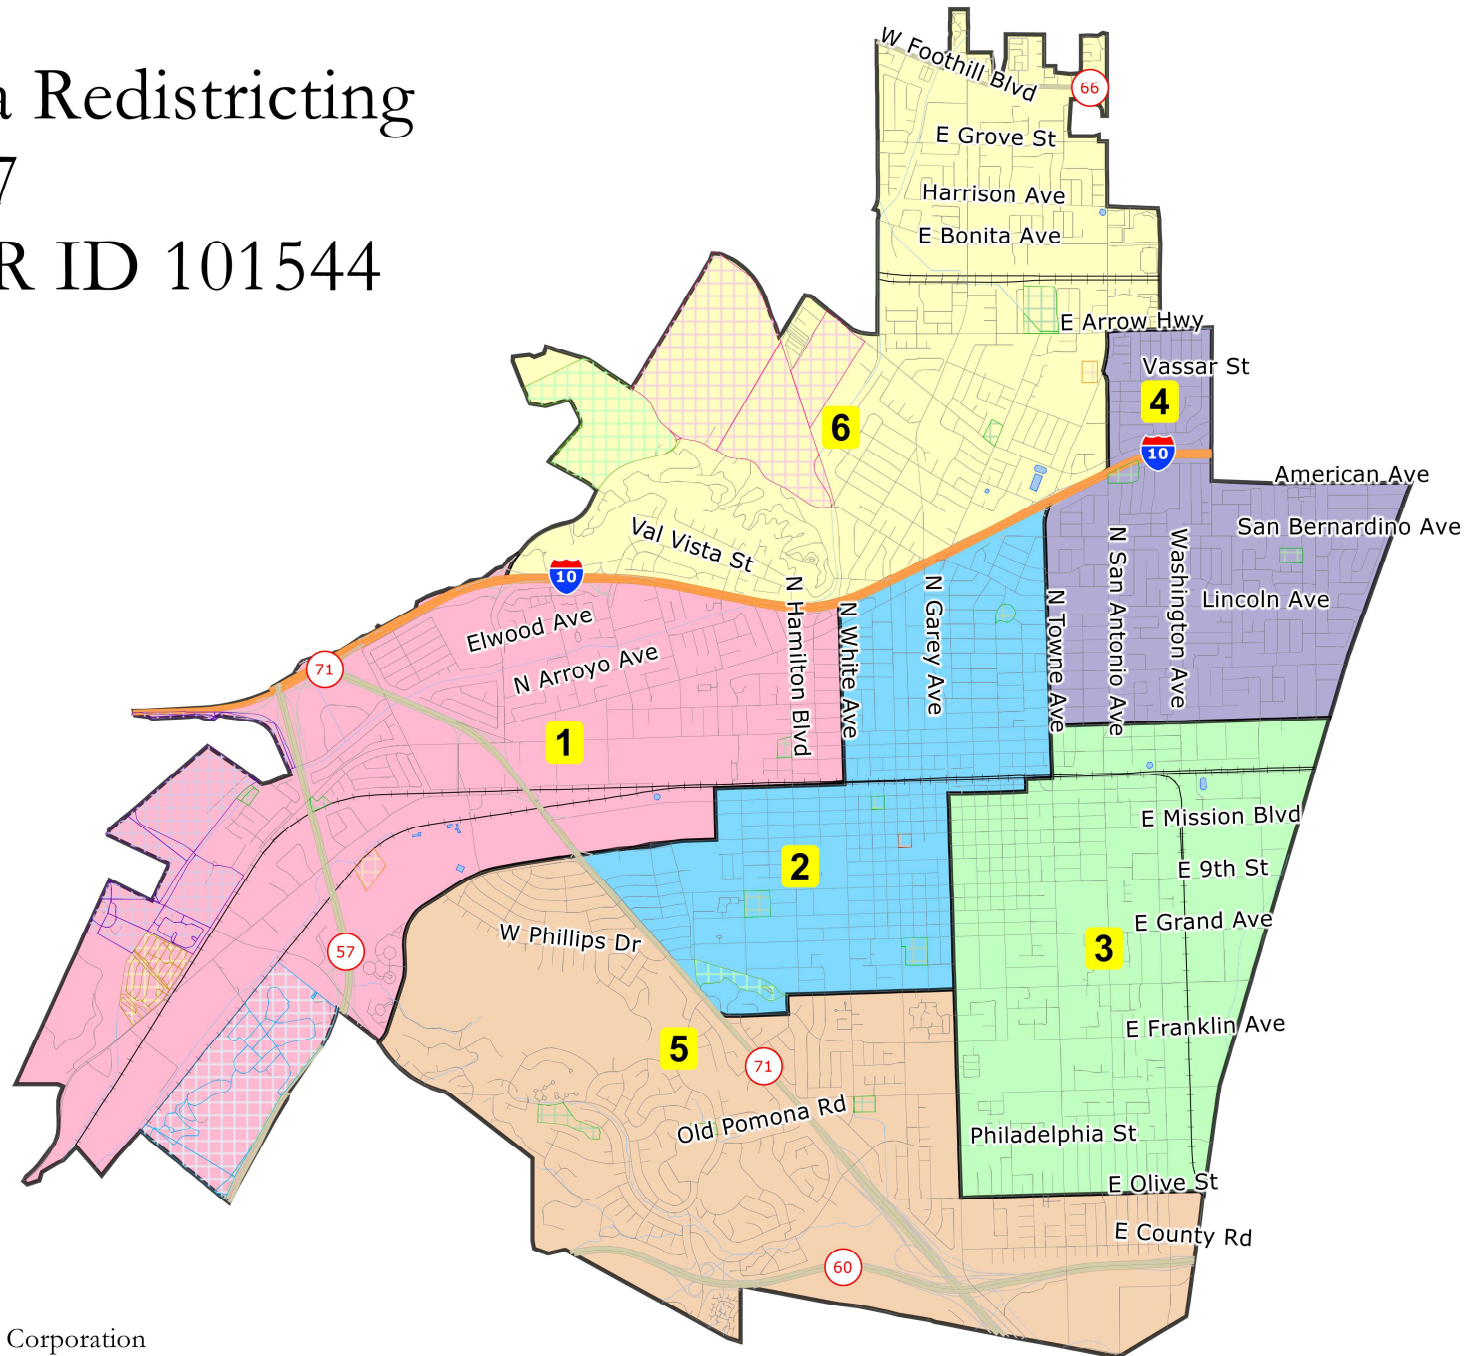 a Redistricting
7
R ID 101544
W Foothill Blvd
66
E Grove St
Harrison Ave
E Bonita Ave
E Arrow Hwy
Vassar St
4
6
10
American Ave
San Bernardino Ave
Val Vista St
10
N Hamilton Blvd
N White Ave
N Garey Ave
N Towne Ave
N San Antonio Ave
Washington Ave
Lincoln Ave
Elwood Ave
N Arroyo Ave
71
1
2
E Mission Blvd
E 9th St
E Grand Ave
3
W Phillips Dr
57
E Franklin Ave
5
71
Old Pomona Rd
Philadelphia St
E Olive St
E County Rd
60
Corporation